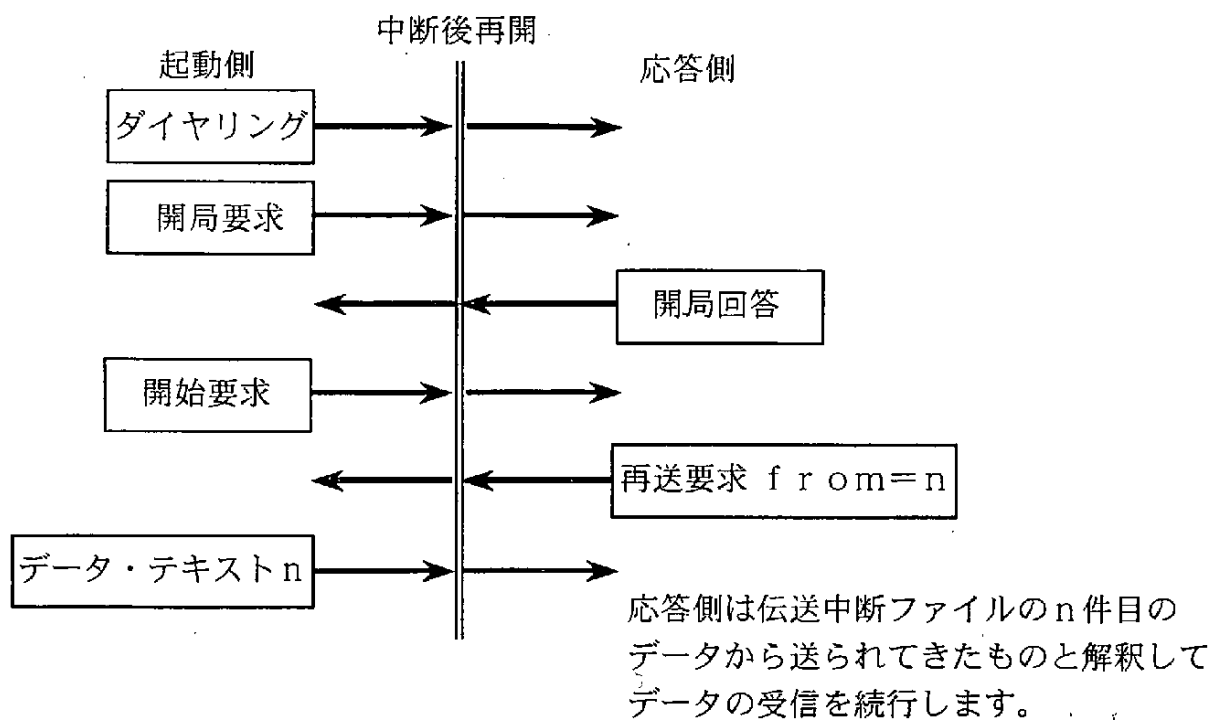 中断後再開
起動側
応答側
ダイヤリング
開局要求
開局回答
開始要求
再送要求 ｆｒｏｍ＝ｎ
データ・テキストｎ
応答側は伝送中断ファイルのｎ件目の
データから送られてきたものと解釈して
データの受信を続行します。